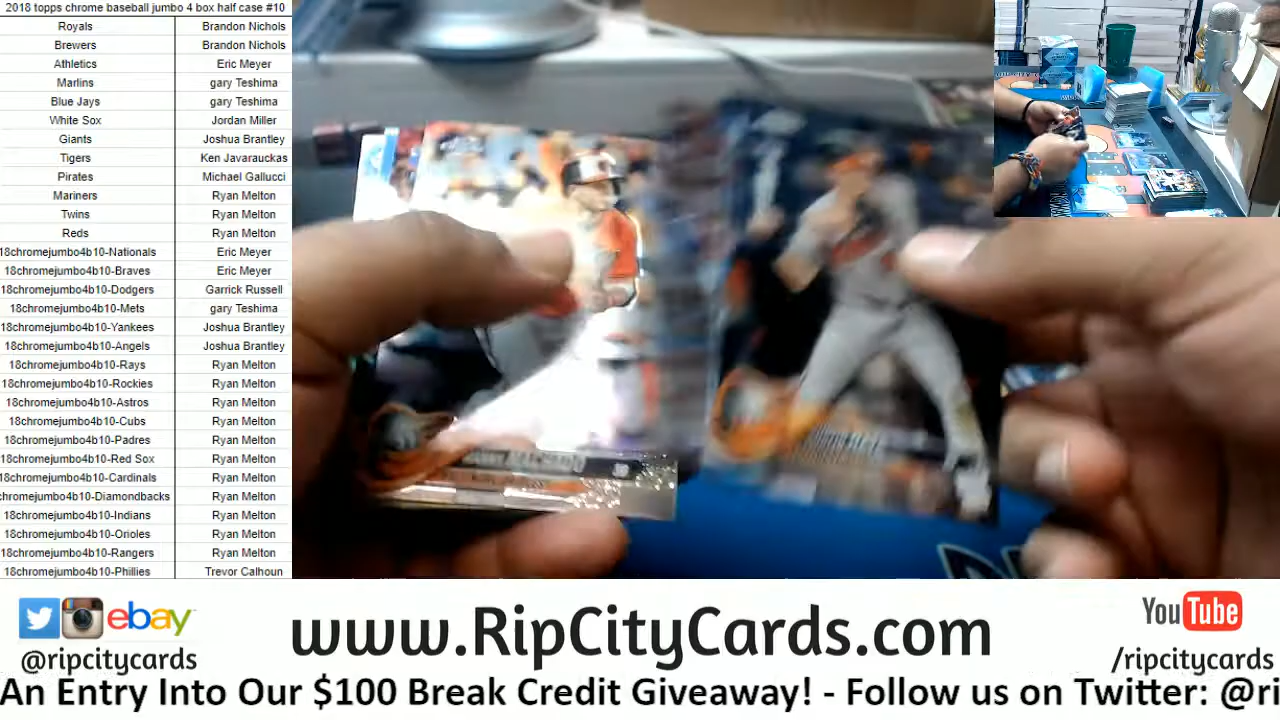 2018 topps chrome baseball jumbo 4 box half case #10
Royals Brandon Nichols
Brewers Brandon Nichols
Athletics Eric Meyer
Marlins gary Teshima
Blue Jays gary Teshima
White Sox Jordan Miller
Giants Joshua Brantley
Tigers Ken Javarauckas
Pirates Michael Gallucci
Mariners Ryan Melton
Twins Ryan Melton
Reds Ryan Melton
18chromejumbo4b10-Nationals Eric Meyer
18chromejumbo4b10-Braves Eric Meyer
18chromejumbo4b10-Dodgers Garrick Russell
18chromejumbo4b10-Mets gary Teshima
18chromejumbo4b10-Yankees Joshua Brantley
18chromejumbo4b10-Angels Joshua Brantley
18chromejumbo4b10-Rays Ryan Melton
18chromejumbo4b10-Rockies Ryan Melton
18chromejumbo4b10-Astros Ryan Melton
18chromejumbo4b10-Cubs Ryan Melton
18chromejumbo4b10-Padres Ryan Melton
18chromejumbo4b10-Red Sox Ryan Melton
18chromejumbo4b10-Cardinals Ryan Melton
chromejumbo4b10-Diamondbacks Ryan Melton
18chromejumbo4b10-Indians Ryan Melton
18chromejumbo4b10-Orioles Ryan Melton
18chromejumbo4b10-Rangers Ryan Melton
18chromejumbo4b10-Phillies Trevor Calhoun
MACHADO
ebay
@ripcitycards
www.RipCityCards.com
YouTube
/ripcitycards
An Entry Into Our $100 Break Credit Giveaway! - Follow us on Twitter: @ri